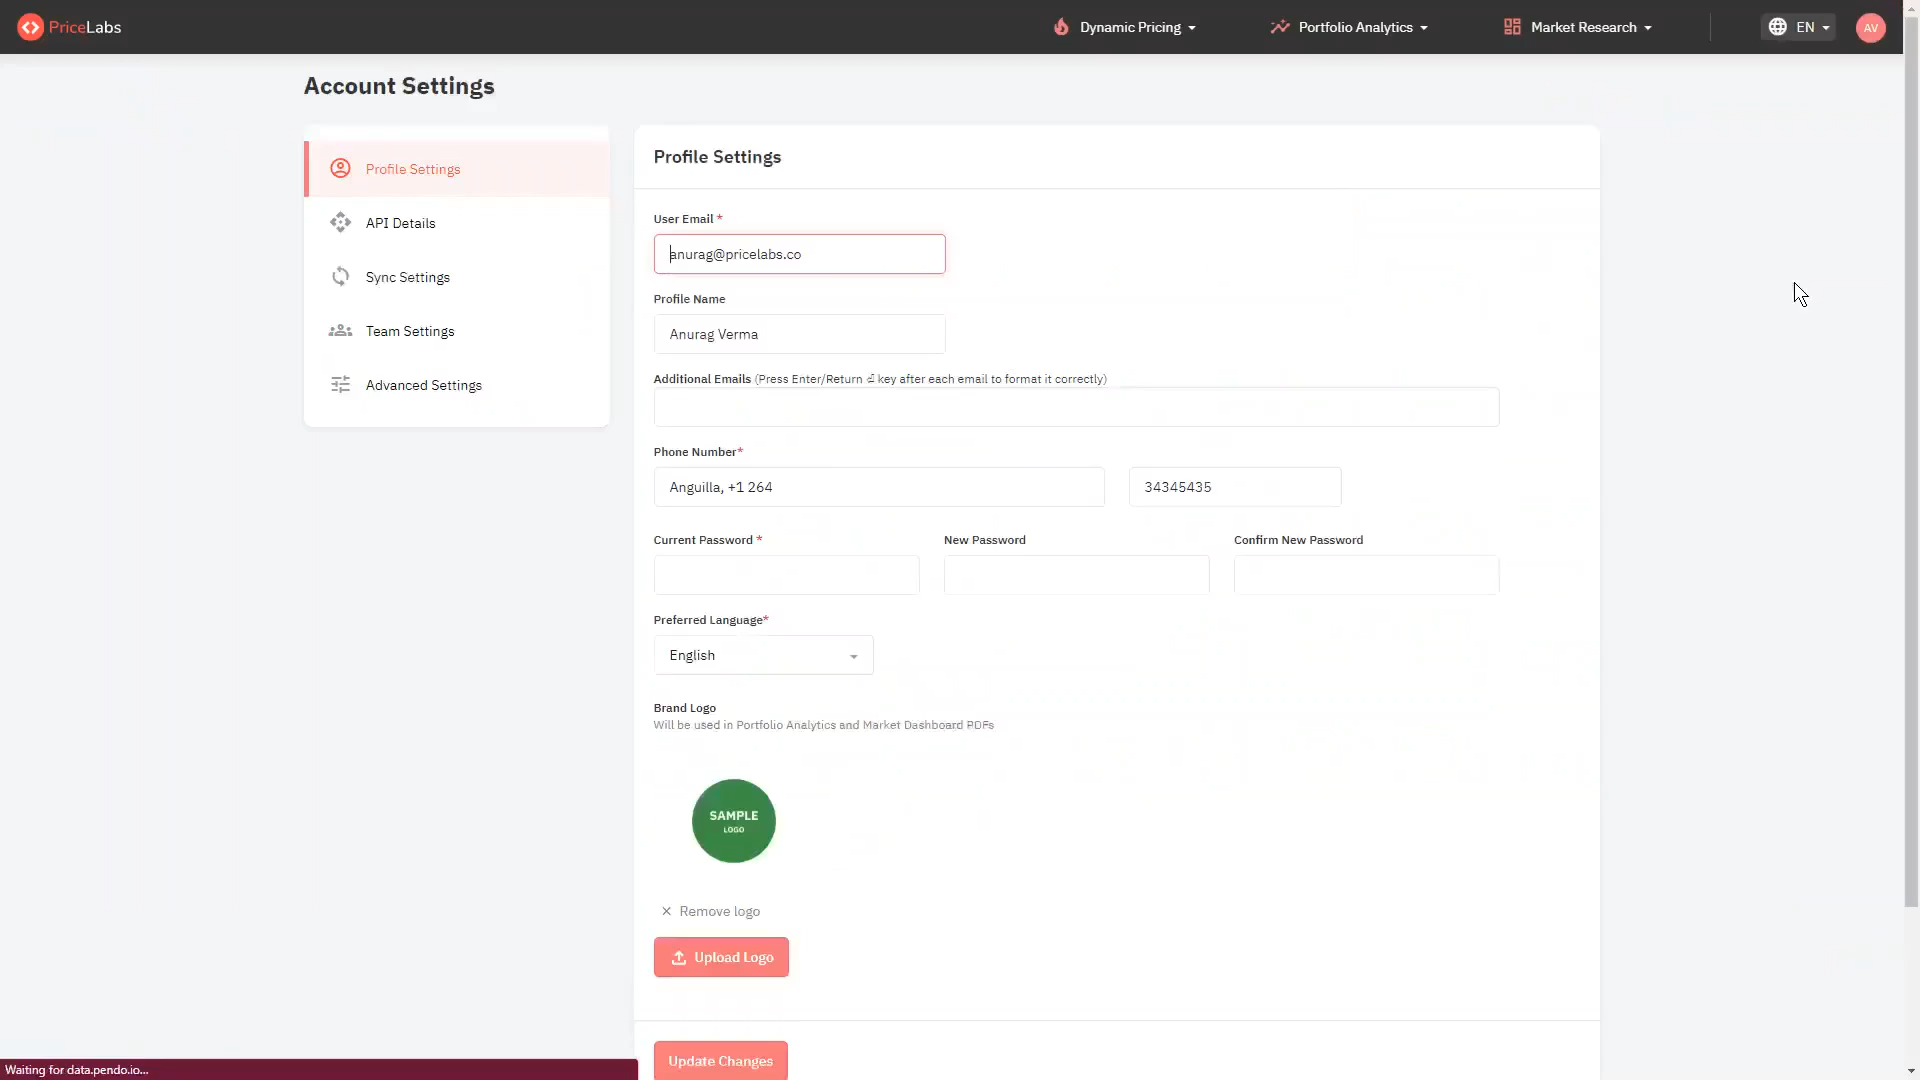 PriceLabs
Dynamic Pricing
Portfolio Analytics
Market Research
EN
AV
Account Settings
Profile Settings
API Details
Sync Settings
Team Settings
Advanced Settings
Profile Settings
User Email *
anurag@pricelabs.co
Profile Name
Anurag Verma
Additional Emails (Press Enter/Return ⏎ key after each email to format it correctly)
Phone Number*
Anguilla, +1 264
34345435
Current Password *
New Password
Confirm New Password
Preferred Language*
English
Brand Logo
Will be used in Portfolio Analytics and Market Dashboard PDFs
SAMPLE
LOGO
× Remove logo
Upload Logo
Update Changes
Waiting for data.pendo.io...